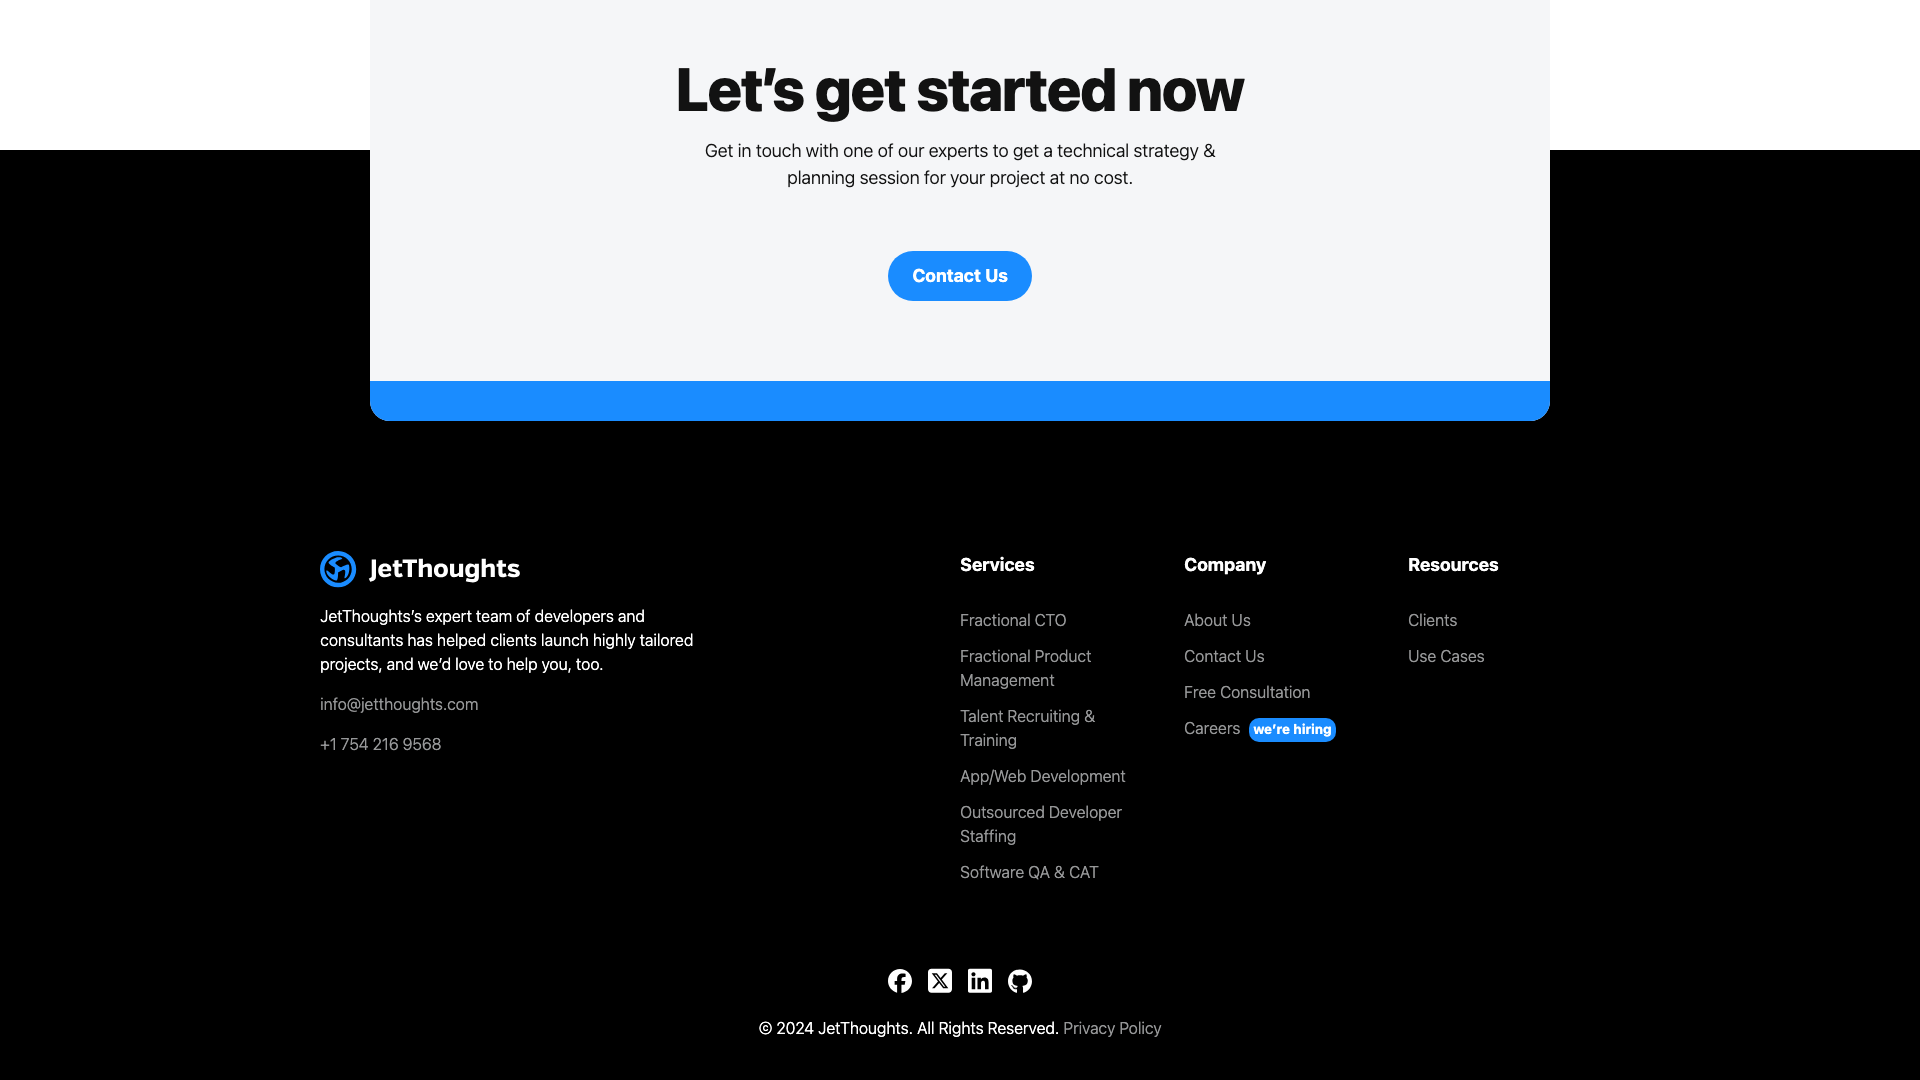 Let’s get started now
Get in touch with one of our experts to get a technical strategy &
planning session for your project at no cost.
Contact Us
JetThoughts
JetThoughts’s expert team of developers and
consultants has helped clients launch highly tailored
projects, and we’d love to help you, too.
info@jetthoughts.com
+1 754 216 9568
Services
Fractional CTO
Fractional Product
Management
Talent Recruiting &
Training
App/Web Development
Outsourced Developer
Staffing
Software QA & CAT
Company
About Us
Contact Us
Free Consultation
Careers we’re hiring
Resources
Clients
Use Cases
© 2024 JetThoughts. All Rights Reserved. Privacy Policy